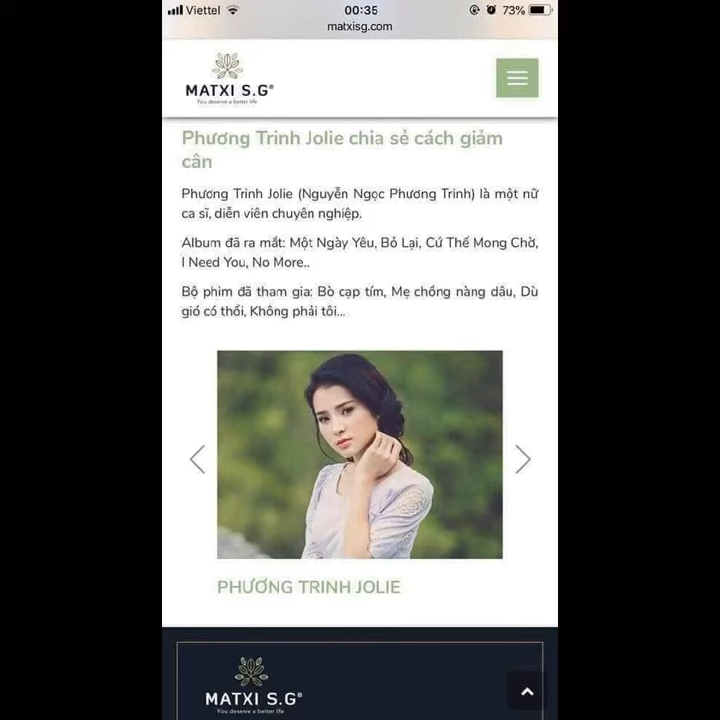 Viettel 00:35 73%
matxisg.com
MATXI S.G®
You deserve a better life
Phương Trinh Jolie chia sẻ cách giảm
cân
Phương Trinh Jolie (Nguyễn Ngọc Phương Trinh) là một nữ
ca sĩ, diễn viên chuyên nghiệp.
Album đã ra mắt: Một Ngày Yêu, Bỏ Lại, Cứ Thế Mong Chờ,
I Need You, No More..
Bộ phim đã tham gia: Bò cạp tím, Mẹ chồng nàng dâu, Dù
gió có thổi, Không phải tôi...
PHƯƠNG TRINH JOLIE
MATXI S.G®
You deserve a better life